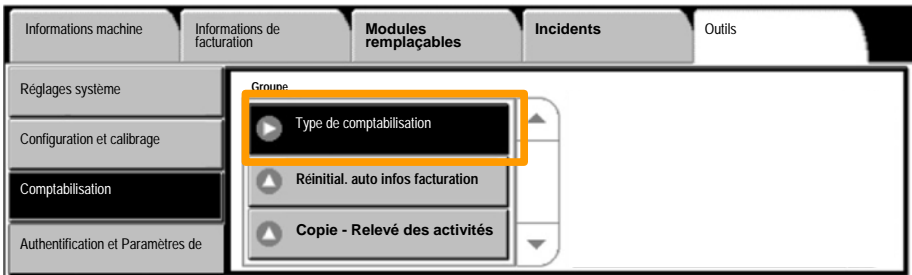 Informations machine
Informations de
facturation
Modules
remplaçables
Incidents
Outils
Réglages système
Configuration et calibrage
Comptabilisation
Authentification et Paramètres de
Groupe
Type de comptabilisation
Réinitial. auto infos facturation
Copie - Relevé des activités